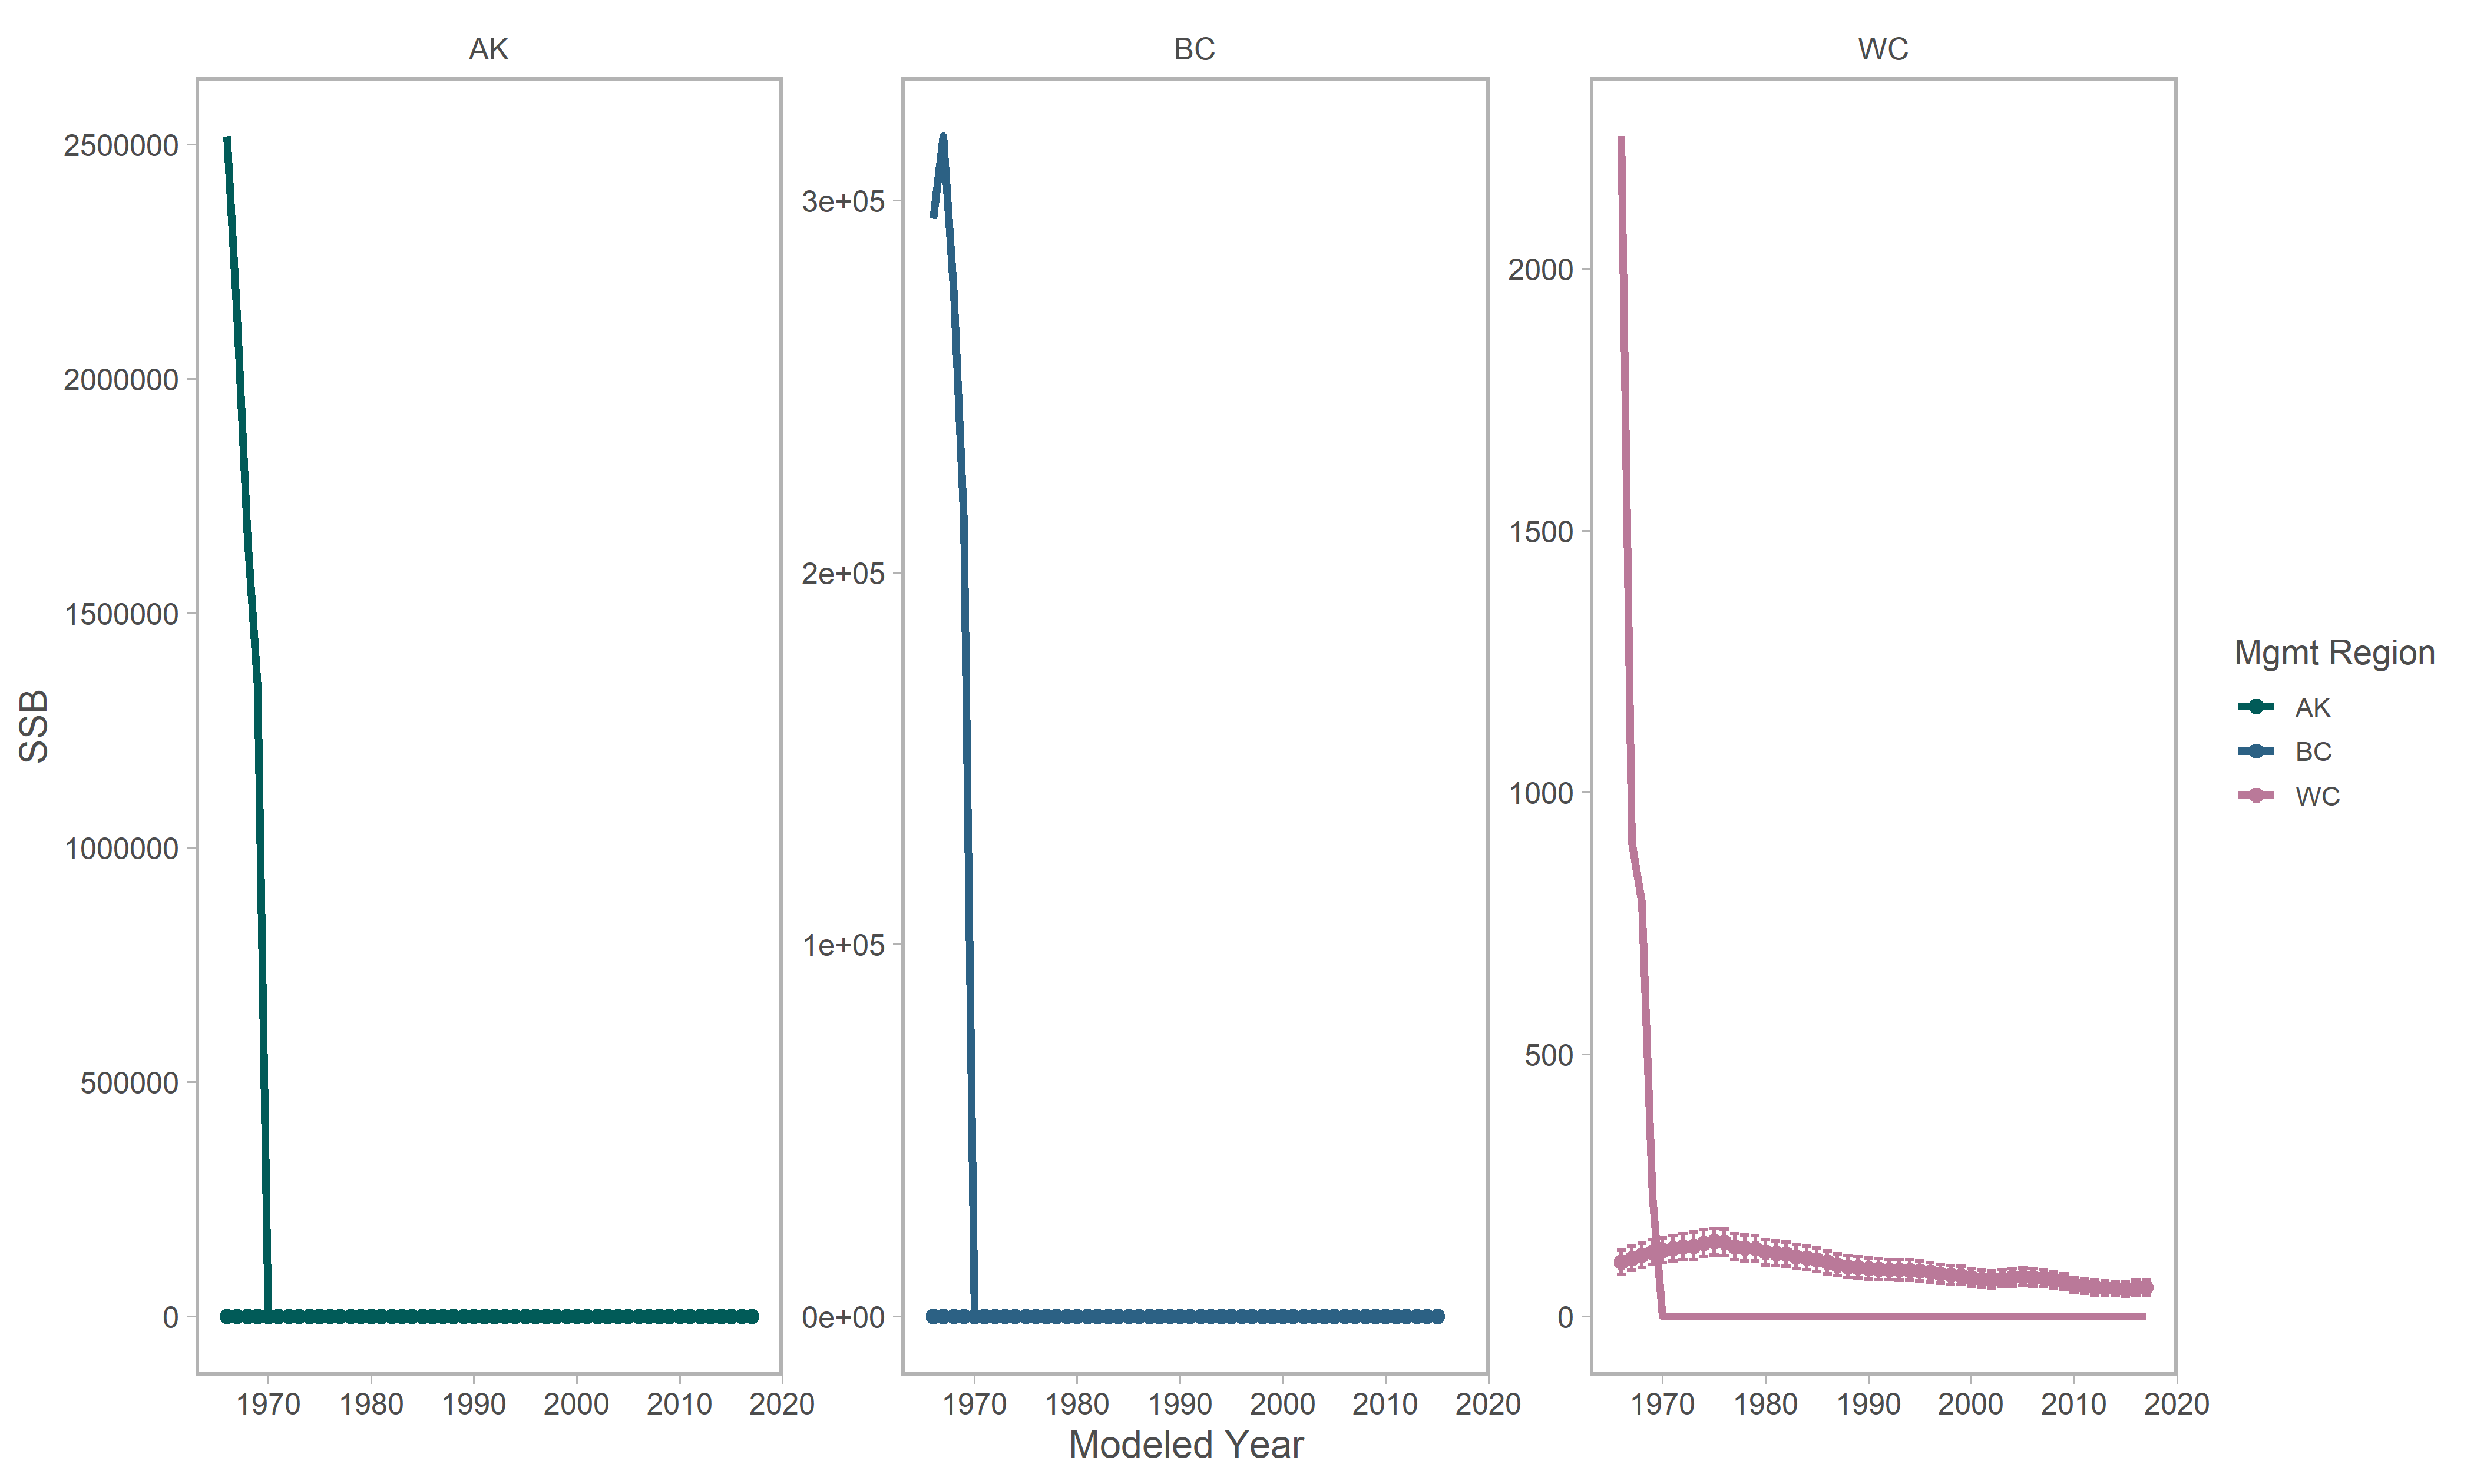 AK
BC
WC
2500000
2000000
1500000
1000000
500000
0
3e+05
2e+05
1e+05
0e+00
2000
1500
1000
500
0
1970 1980 1990 2000 2010 2020
1970 1980 1990 2000 2010 2020
1970 1980 1990 2000 2010 2020
SSB
Modeled Year
Mgmt Region
AK
BC
WC